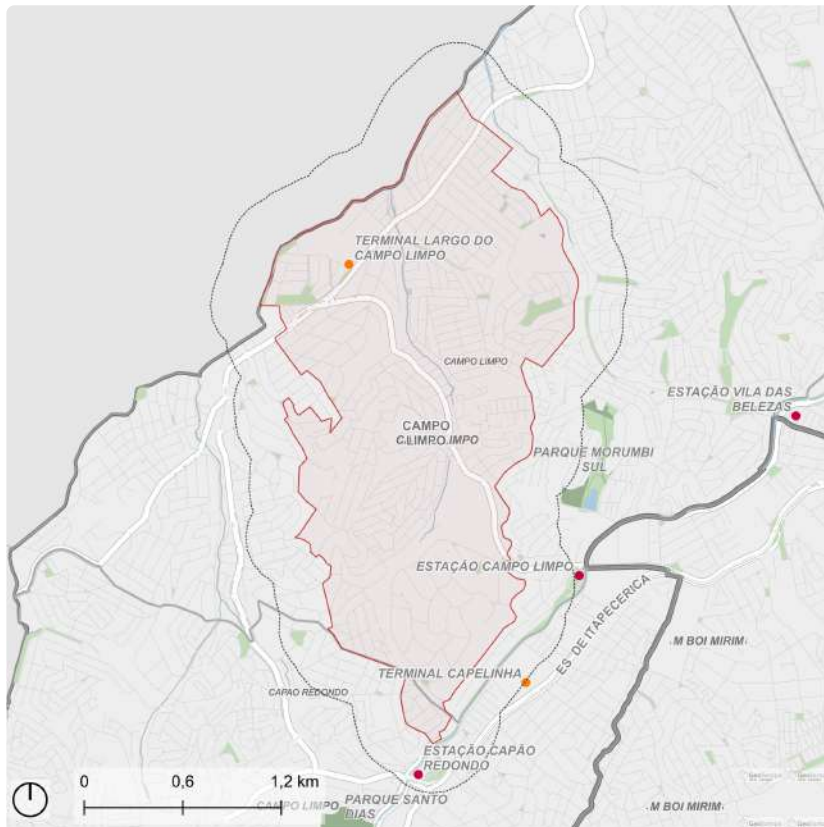 TERMINAL LARGO DO
CAMPO LIMPO
CAMPO LIMPO
ESTAÇÃO VILA DAS
BELEZAS
CAMPO
LIMPO
PARQUE MORUMBI
SUL
ESTAÇÃO CAMPO LIMPO
ES. DE ITAPECERICA
M BOI MIRIM
TERMINAL CAPELINHA
CAPAO REDONDO
ESTAÇÃO CAPÃO
REDONDO
0 0,6 1,2 km
CAMPO LIMPO
PARQUE SANTO
DIAS
M BOI MIRIM